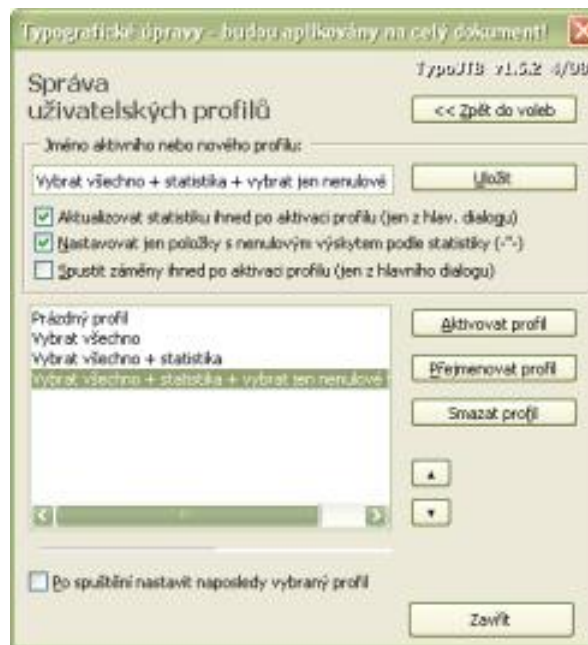 Typografické úpravy - budou aplikovány na celý dokument!
TypoJTB v1.5.2 4/98
Správa
uživatelských profilů
<< Zpět do voleb
Jméno aktivního nebo nového profilu:
Vybrat všechno + statistika + vybrat jen nenulové
Uložit
Aktualizovat statistiku ihned po aktivaci profilu (jen z hlav. dialogu)
Nastavovat jen položky s nenulovým výskytem podle statistiky (-"-)
Spustit záměny ihned po aktivaci profilu (jen z hlavního dialogu)
Prázdný profil
Vybrat všechno
Vybrat všechno + statistika
Vybrat všechno + statistika + vybrat jen nenulové
Aktivovat profil
Přejmenovat profil
Smazat profil
Po spuštění nastavit naposledy vybraný profil
Zavřít